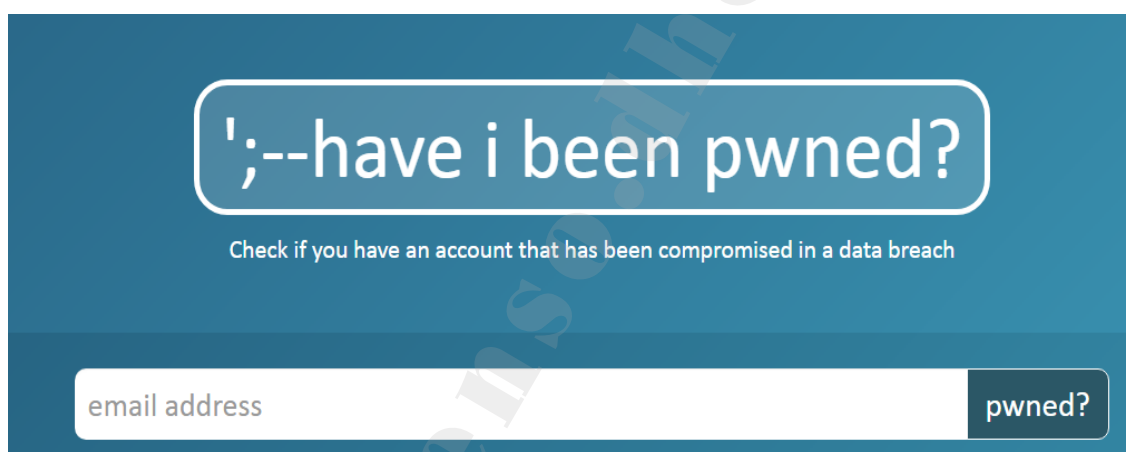 ';--have i been pwned?
Check if you have an account that has been compromised in a data breach
email address
pwned?